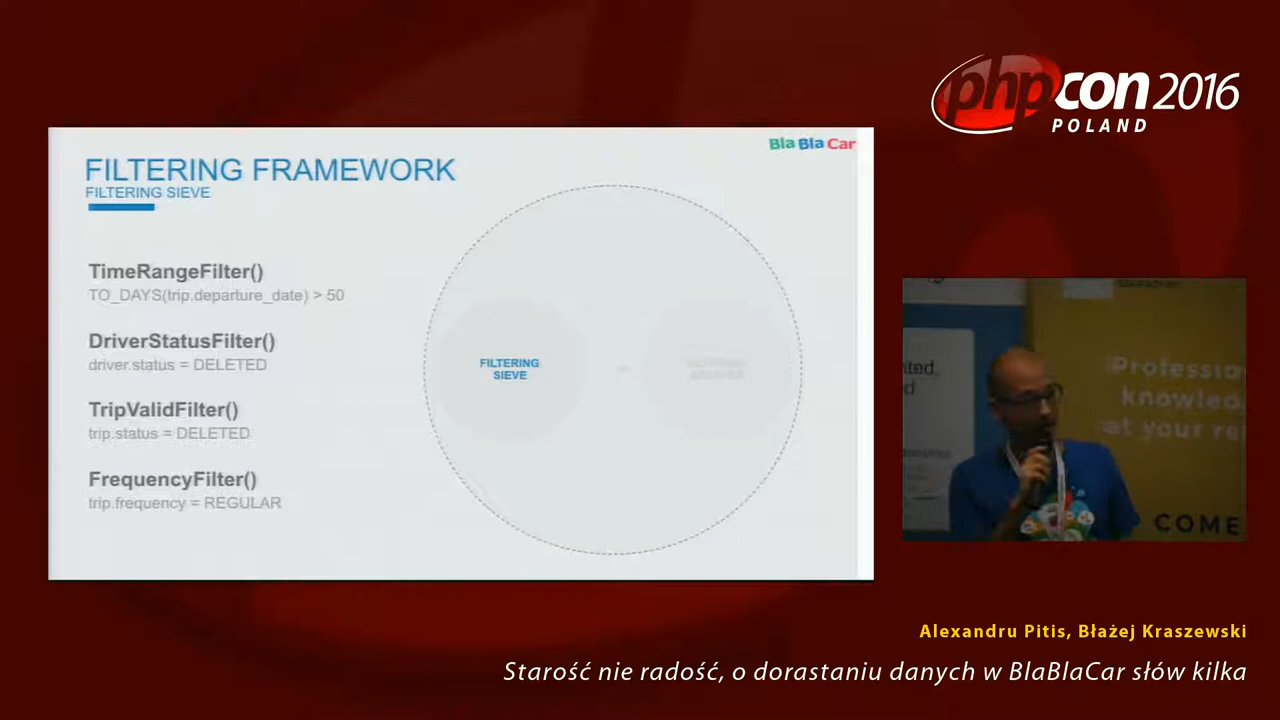 phpcon 2016
POLAND
BlaBlaCar
FILTERING FRAMEWORK
FILTERING SIEVE
TimeRangeFilter()
TO_DAYS(trip.departure_date) > 50
DriverStatusFilter()
driver.status = DELETED
TripValidFilter()
trip.status = DELETED
FrequencyFilter()
trip.frequency = REGULAR
FILTERING
SIEVE
Professio
knowled
at your re
COME
Alexandru Pitis, Błażej Kraszewski
Starość nie radość, o dorastaniu danych w BlaBlaCar słów kilka